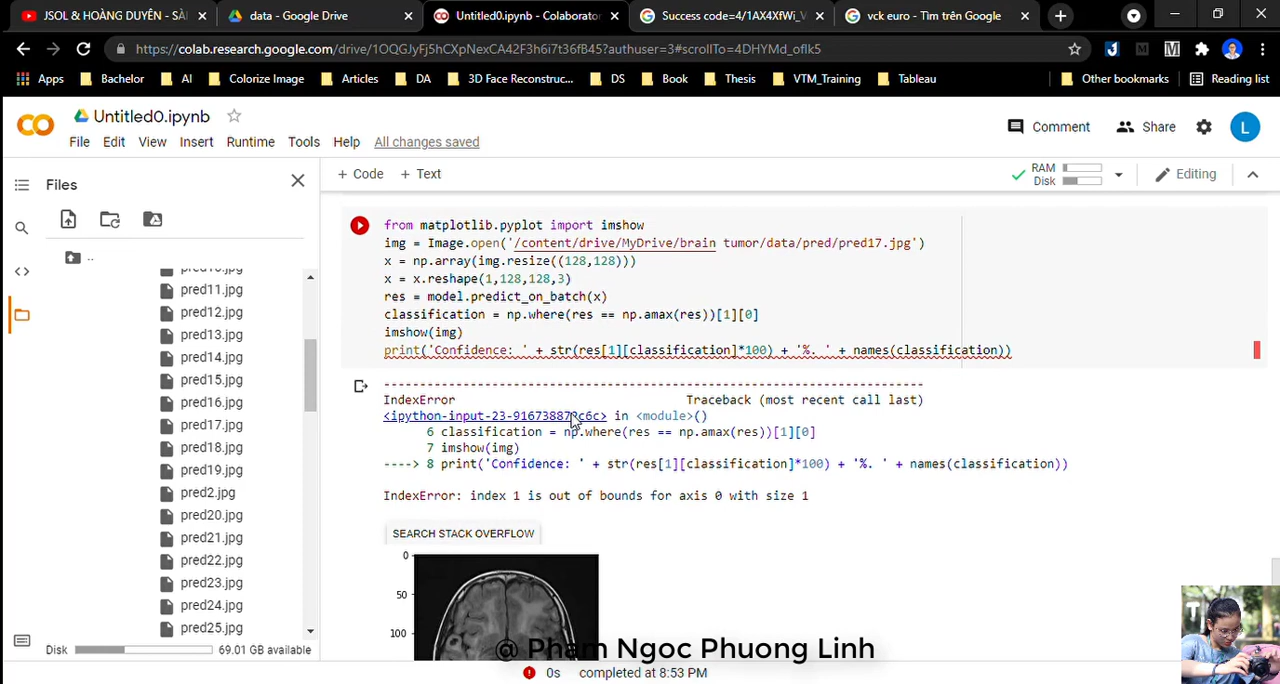 JSOL & HOÀNG DUYÊN - SÀI
data - Google Drive
Untitled0.ipynb - Colaborator
Success code=4/1AX4XfWi_V
vck euro - Tìm trên Google
https://colab.research.google.com/drive/1OQGJyFj5hCXpNexCA42F3h6i7t36fB45?authuser=3#scrollTo=4DHYMd_oflk5
Apps
Bachelor
AI
Colorize Image
Articles
DA
3D Face Reconstruc...
DS
Book
Thesis
VTM_Training
Tableau
Other bookmarks
Reading list
CO
Untitled0.ipynb
File Edit View Insert Runtime Tools Help All changes saved
Comment
Share
L
Files
+ Code + Text
RAM
Disk
Editing
..
pred10.jpg
pred11.jpg
pred12.jpg
pred13.jpg
pred14.jpg
pred15.jpg
pred16.jpg
pred17.jpg
pred18.jpg
pred19.jpg
pred2.jpg
pred20.jpg
pred21.jpg
pred22.jpg
pred23.jpg
pred24.jpg
pred25.jpg
Disk
69.01 GB available
from matplotlib.pyplot import imshow
img = Image.open('/content/drive/MyDrive/brain tumor/data/pred/pred17.jpg')
x = np.array(img.resize((128,128)))
x = x.reshape(1,128,128,3)
res = model.predict_on_batch(x)
classification = np.where(res == np.amax(res))[1][0]
imshow(img)
print('Confidence: ' + str(res[1][classification]*100) + '%. ' + names(classification))
---------------------------------------------------------------------------
IndexError Traceback (most recent call last)
in <module>()
6 classification = np.where(res == np.amax(res))[1][0]
7 imshow(img)
----> 8 print('Confidence: ' + str(res[1][classification]*100) + '%. ' + names(classification))
IndexError: index 1 is out of bounds for axis 0 with size 1
SEARCH STACK OVERFLOW
0
50
100
@ Pham Ngoc Phuong Linh
0s completed at 8:53 PM